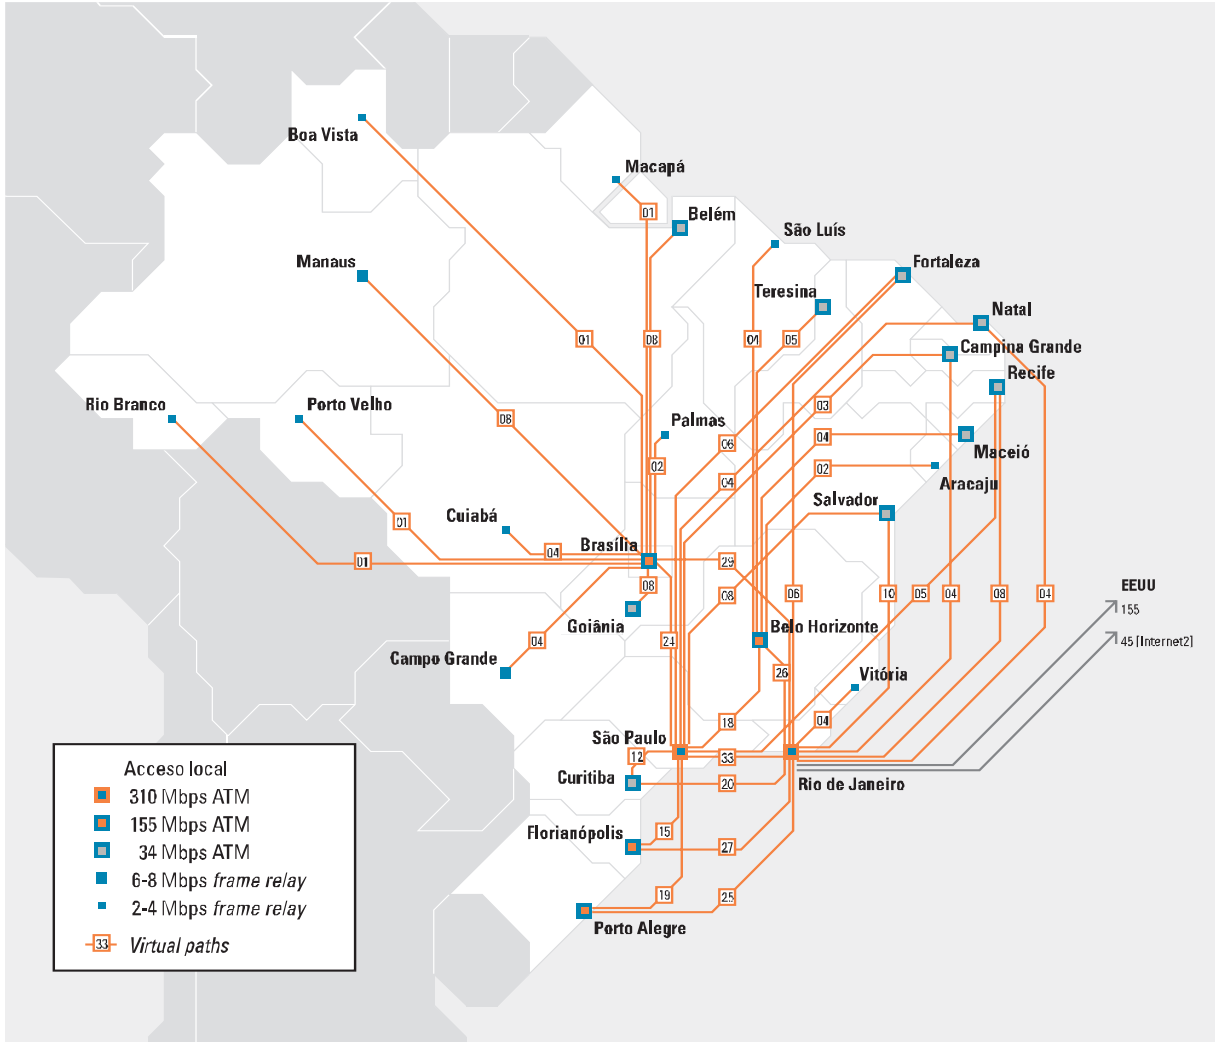 Boa Vista
Macapá
01
Belém
São Luís
Manaus
Fortaleza
Teresina
Natal
01
08
04
05
Campina Grande
Recife
Rio Branco
Porto Velho
03
06
Palmas
06
04
Maceió
02
02
04
Aracaju
Salvador
Cuiabá
01
Brasília
04
01
29
08
08
06
10
05
04
08
04
EEUU
155
Goiânia
Belo Horizonte
04
21
45 [Internet2]
Campo Grande
26
Vitória
18
04
São Paulo
12
33
Curitiba
20
Rio de Janeiro
Florianópolis
15
27
19
25
Porto Alegre
Acceso local
310 Mbps ATM
155 Mbps ATM
34 Mbps ATM
6-8 Mbps frame relay
2-4 Mbps frame relay
33 Virtual paths